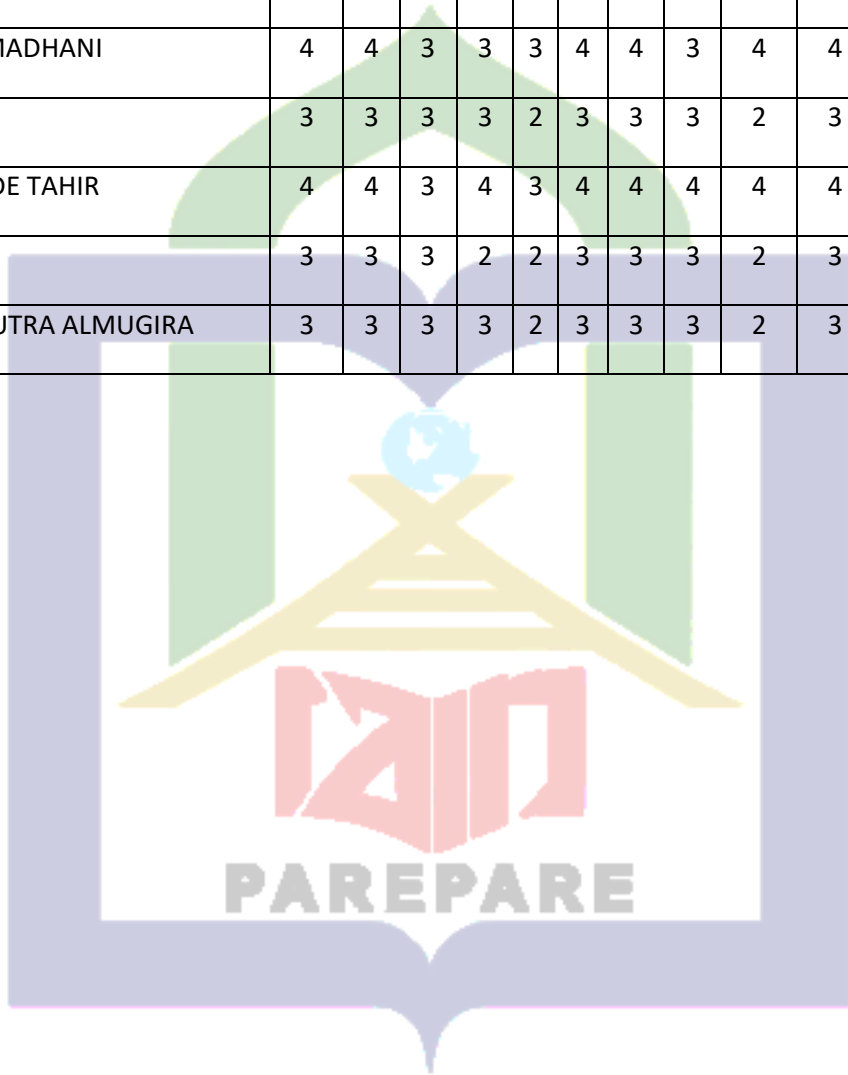 MADHANI 4 4 3 3 3 4 4 3 4 4
3 3 3 3 2 3 3 3 2 3
DE TAHIR 4 4 3 4 3 4 4 4 4 4
3 3 3 2 2 3 3 3 2 3
UTRA ALMUGIRA 3 3 3 3 2 3 3 3 2 3
iain
PAREPARE